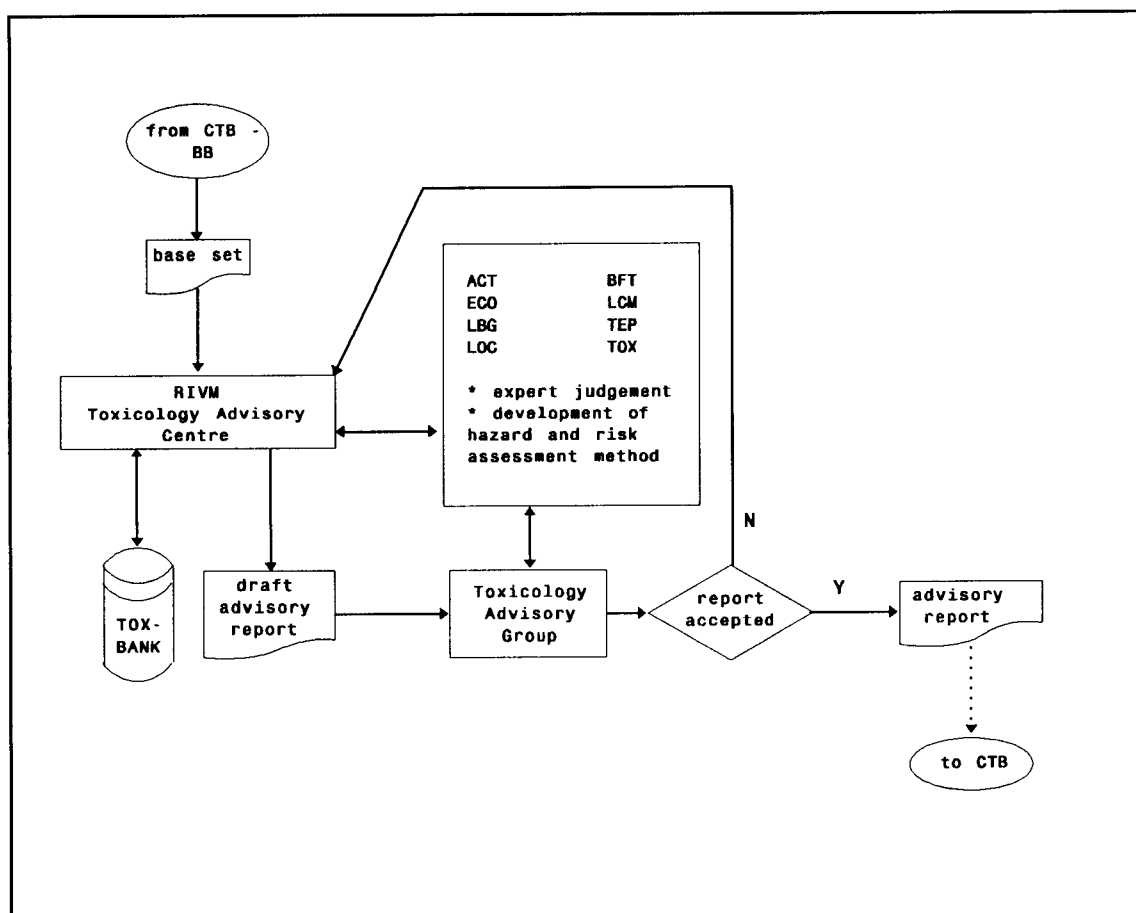 from CTB -
BB
base set
RIVM
Toxicology Advisory
Centre
ACT BFT
ECO LCM
LBG TEP
LOC TOX
* expert judgement
* development of
hazard and risk
assessment method
N
TOX-
BANK
draft
advisory
report
Toxicology
Advisory
Group
report
accepted
Y
advisory
report
to CTB